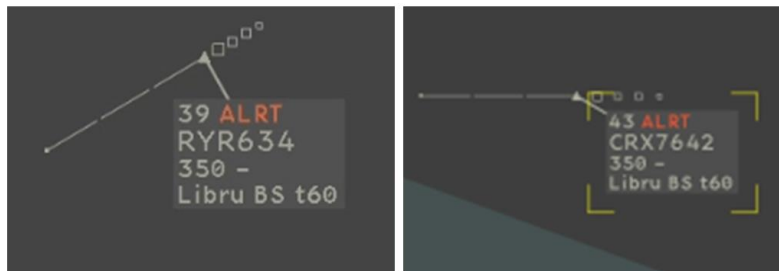 39 ALRT
RYR634
350 -
Libru BS t60
43 ALRT
CRX7642
350 -
Libru BS t60